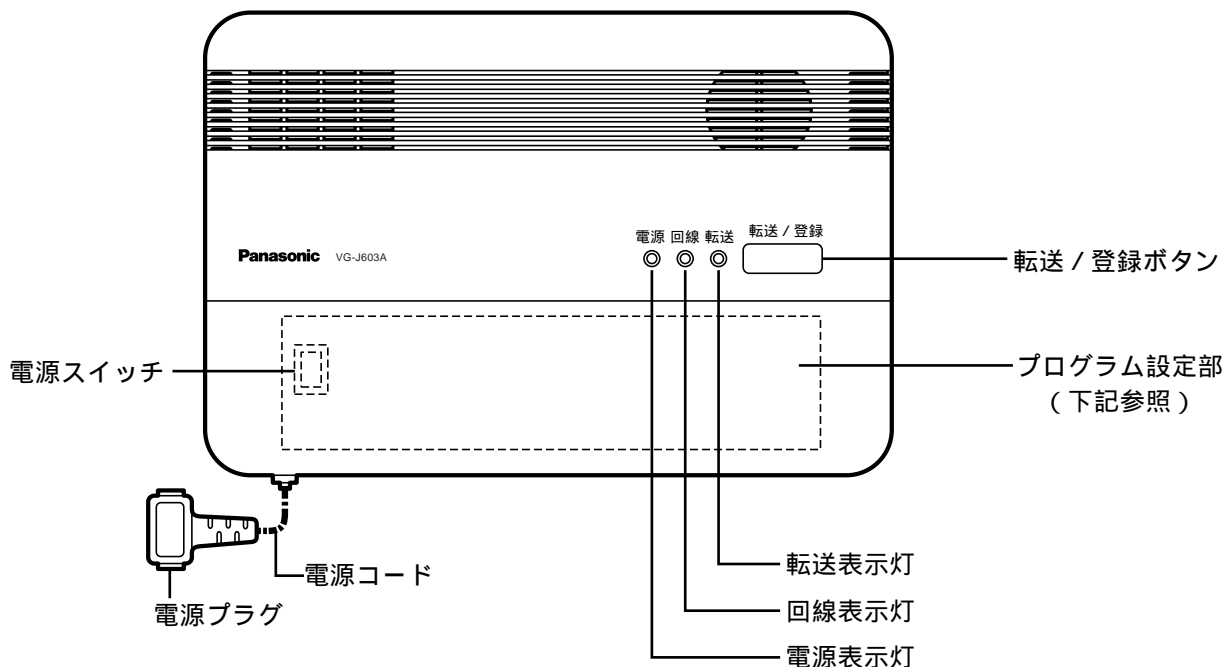 電源 回線 転送 転送 / 登録
Panasonic VG-J603A
転送 / 登録ボタン
電源スイッチ
プログラム設定部
( 下記参照 )
電源コード
電源プラグ
転送表示灯
回線表示灯
電源表示灯